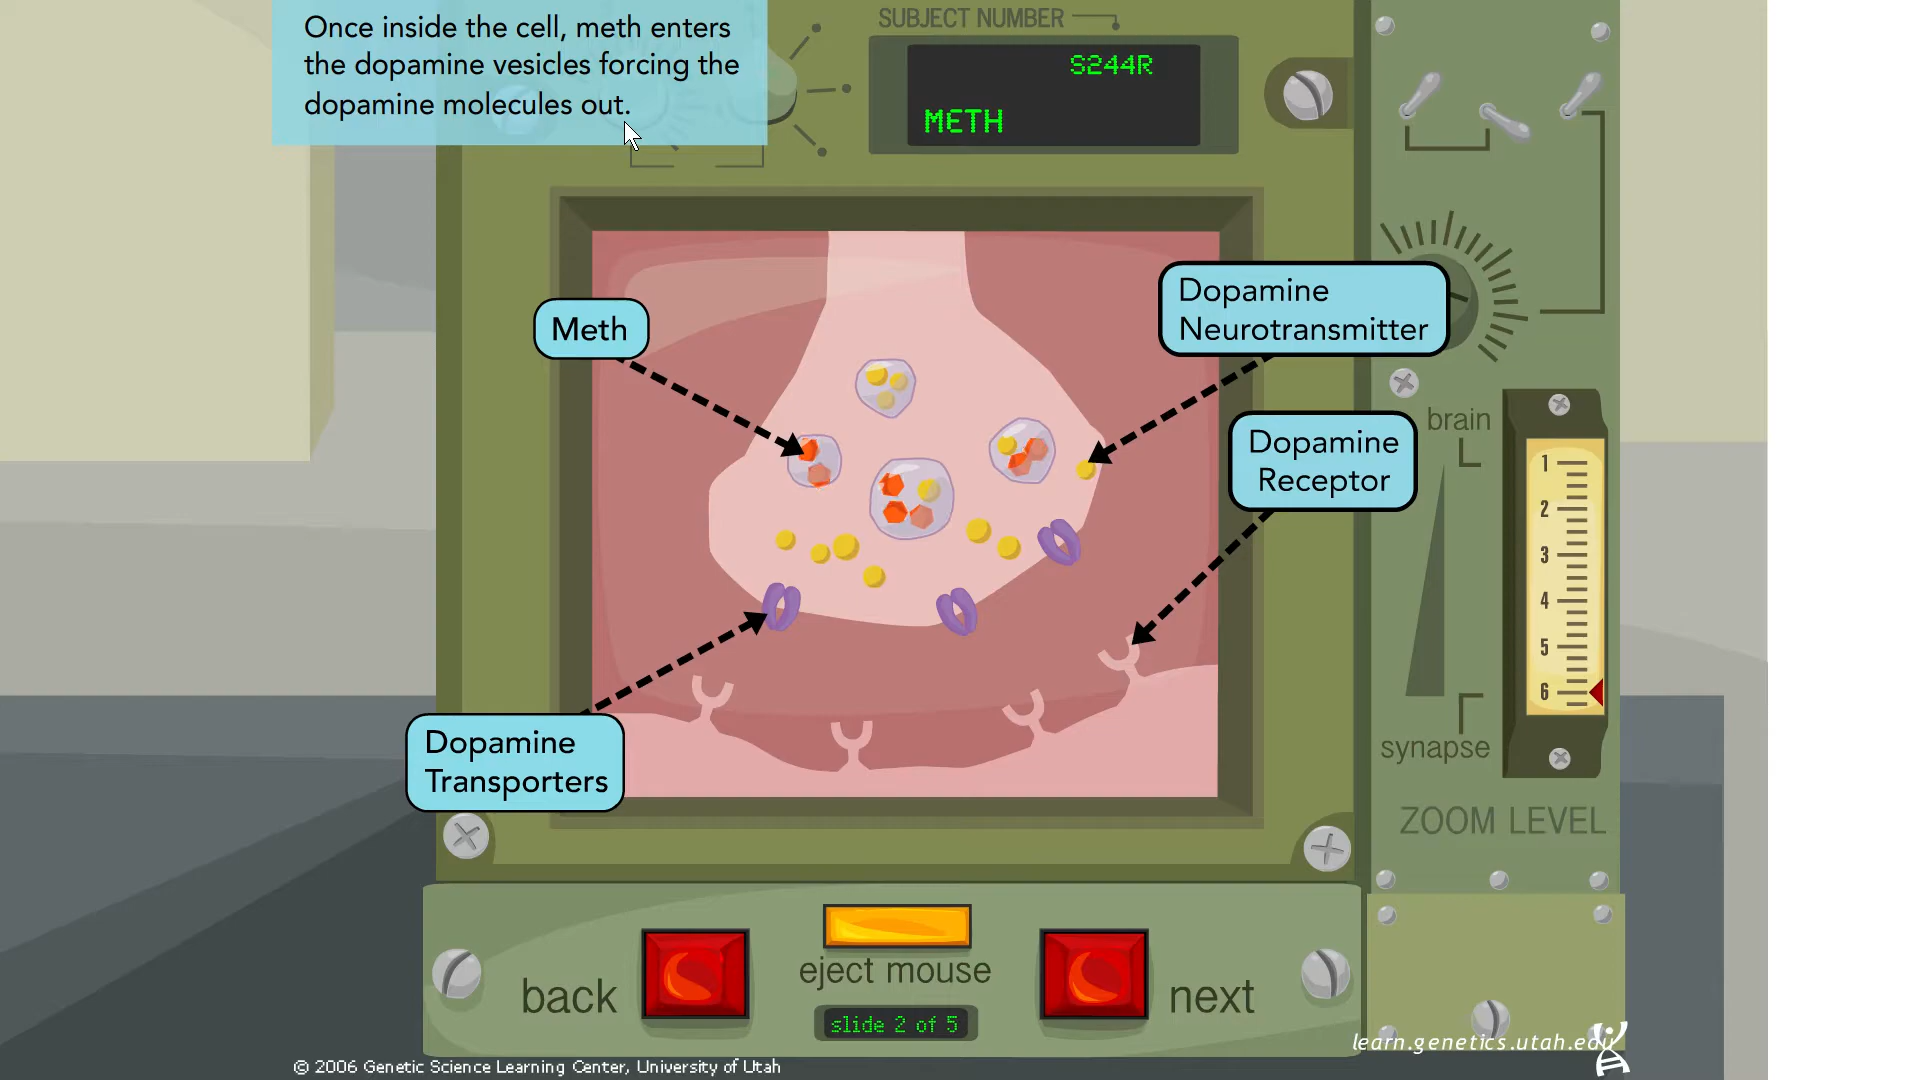 Once inside the cell, meth enters
the dopamine vesicles forcing the
dopamine molecules out.
SUBJECT NUMBER
S244R
METH
Meth
Dopamine
Neurotransmitter
Dopamine
Receptor
Dopamine
Transporters
brain
1
2
3
4
5
6
synapse
ZOOM LEVEL
back
eject mouse
next
slide 2 of 5
learn.genetics.utah.edu
© 2006 Genetic Science Learning Center, University of Utah